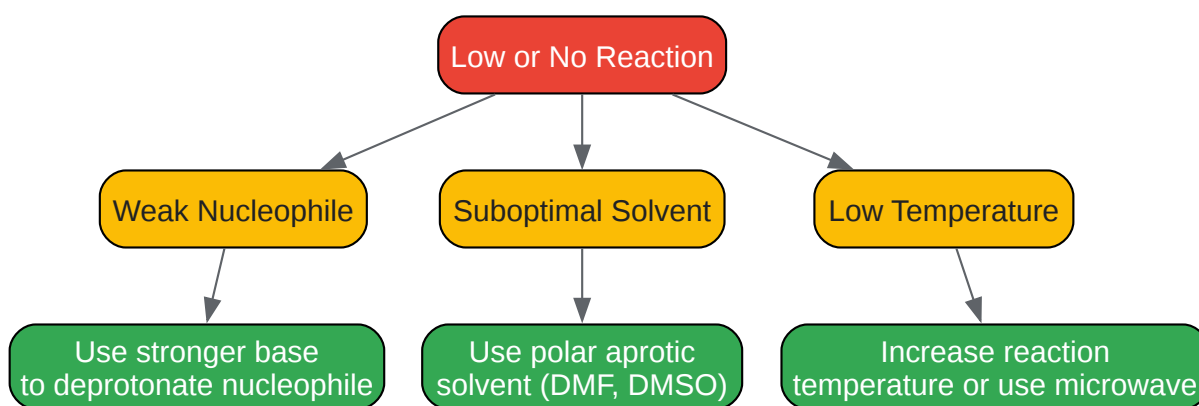 Low or No Reaction
Weak Nucleophile
Suboptimal Solvent
Low Temperature
Use stronger base
to deprotonate nucleophile
Use polar aprotic
solvent (DMF, DMSO)
Increase reaction
temperature or use microwave